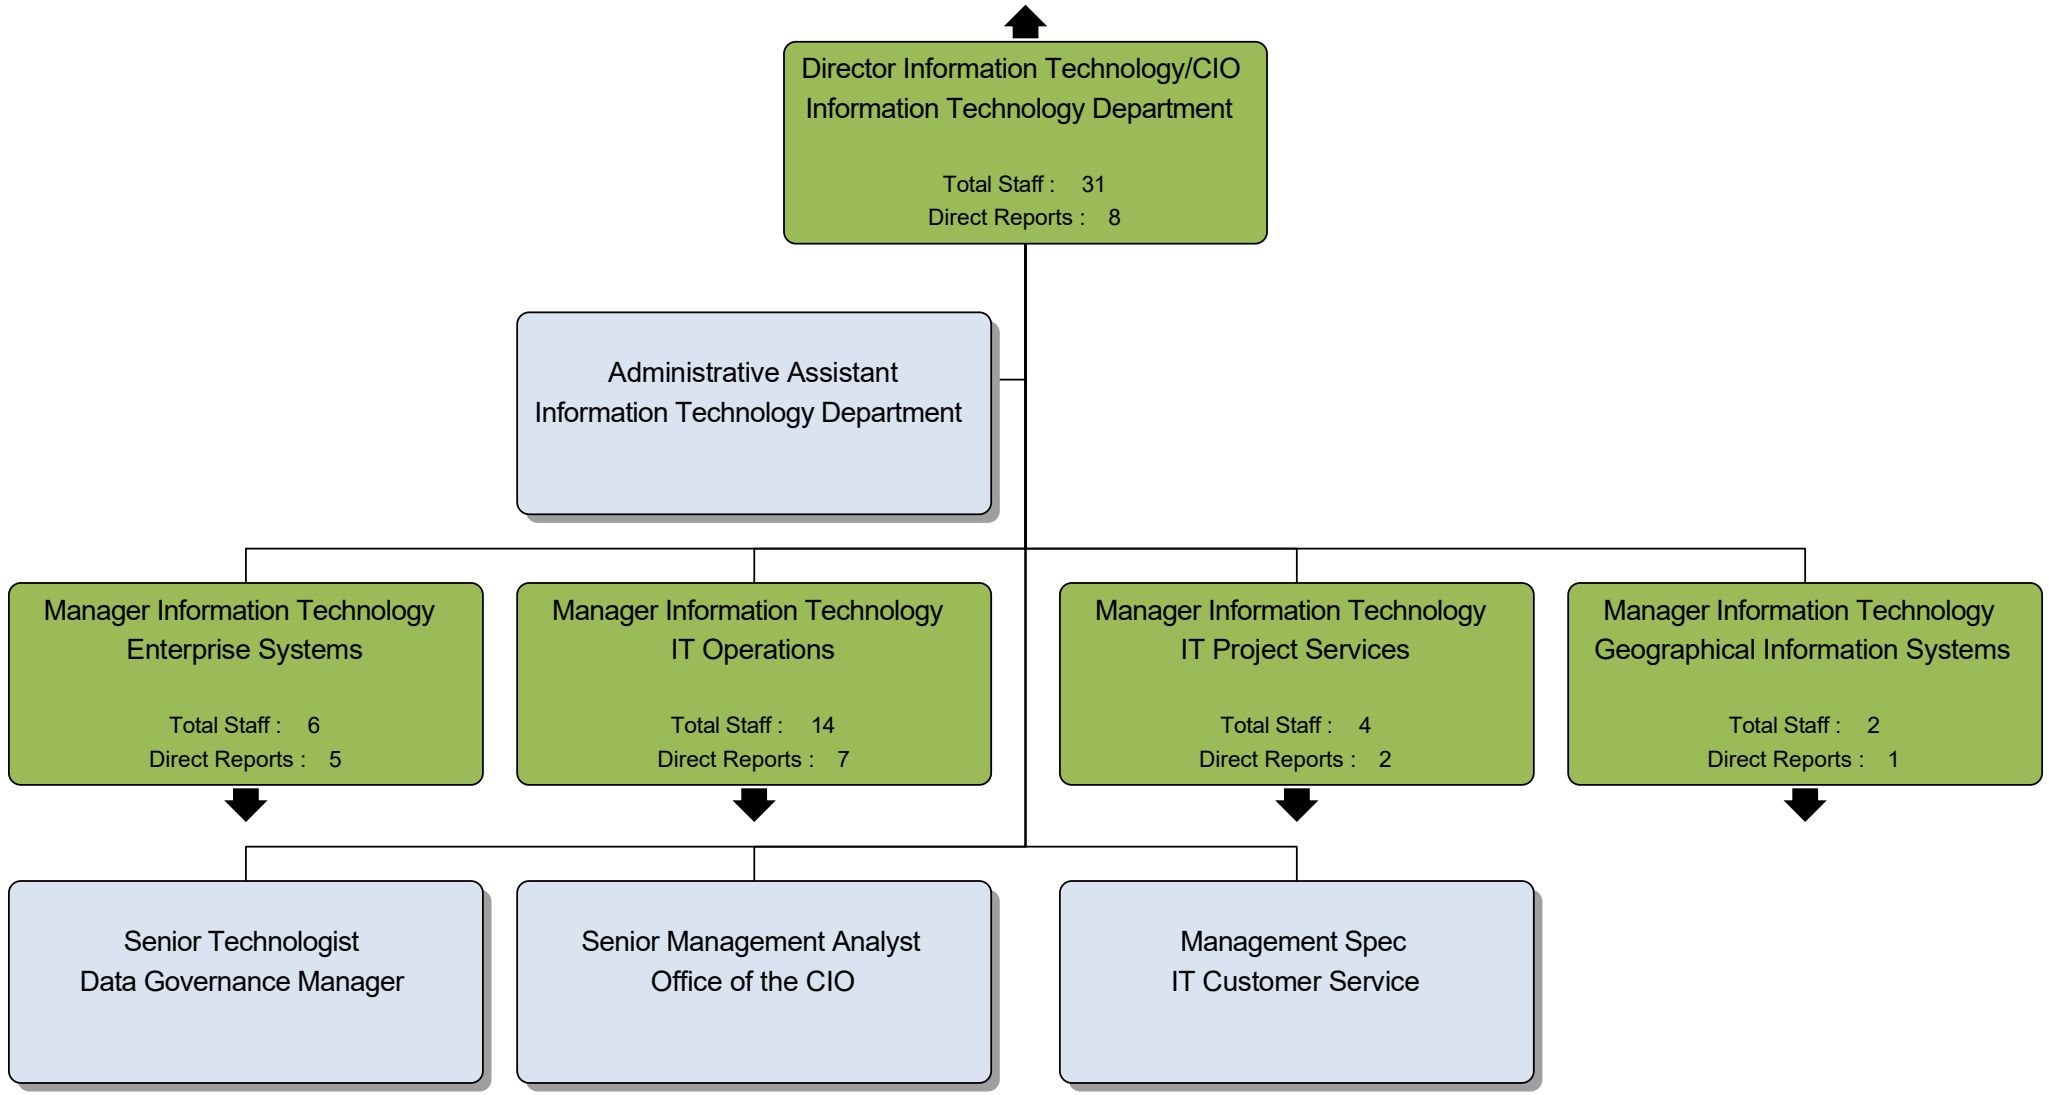 Director Information Technology/CIO
Information Technology Department
Total Staff : 31
Direct Reports : 8
Administrative Assistant
Information Technology Department
Manager Information Technology
Enterprise Systems
Total Staff : 6
Direct Reports : 5
Manager Information Technology
IT Operations
Total Staff : 14
Direct Reports : 7
Manager Information Technology
IT Project Services
Total Staff : 4
Direct Reports : 2
Manager Information Technology
Geographical Information Systems
Total Staff : 2
Direct Reports : 1
Senior Technologist
Data Governance Manager
Senior Management Analyst
Office of the CIO
Management Spec
IT Customer Service